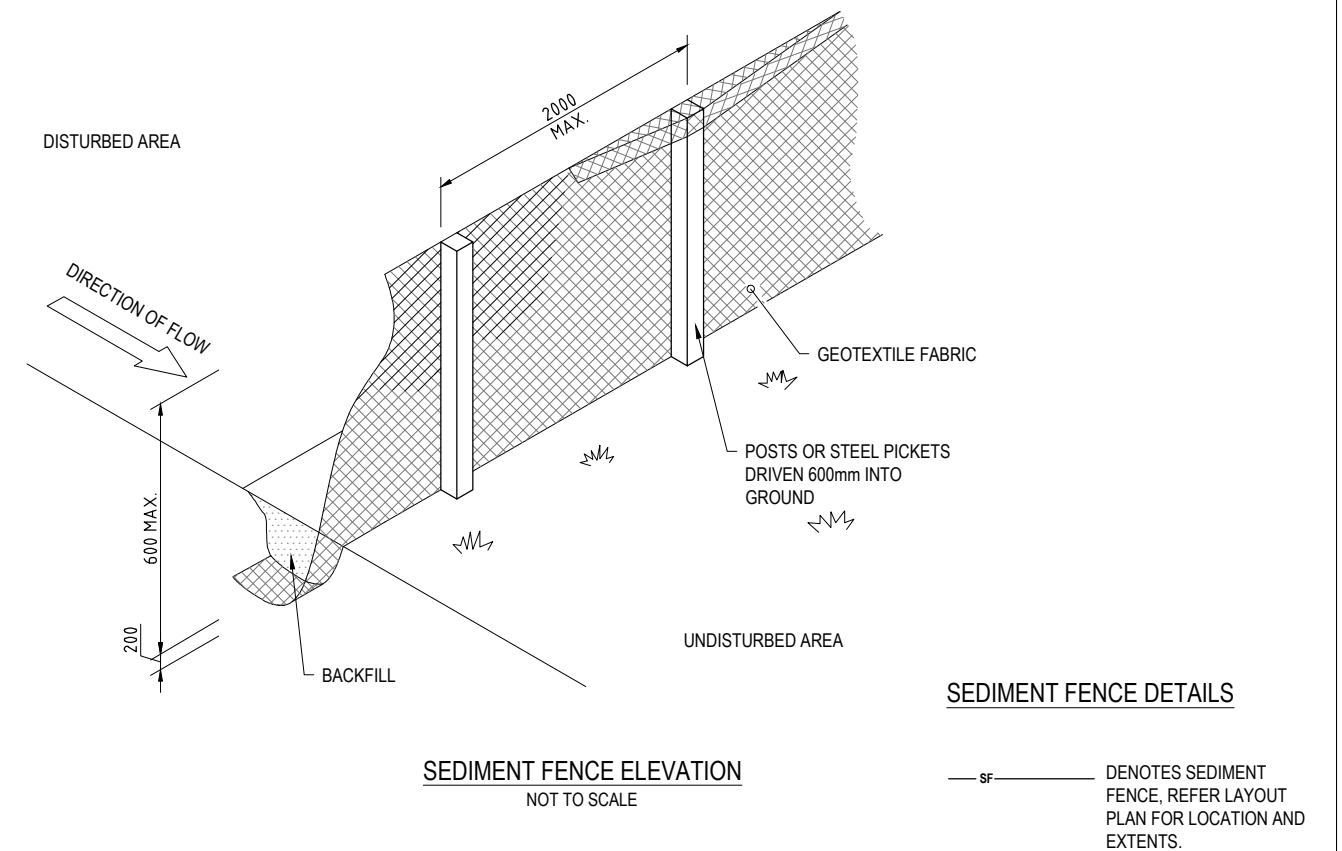 2000
MAX.
DISTURBED AREA
DIRECTION OF FLOW
GEOTEXTILE FABRIC
POSTS OR STEEL PICKETS
DRIVEN 600mm INTO
GROUND
600 MAX.
200
UNDISTURBED AREA
BACKFILL
SEDIMENT FENCE DETAILS
SEDIMENT FENCE ELEVATION
NOT TO SCALE
SF
DENOTES SEDIMENT
FENCE, REFER LAYOUT
PLAN FOR LOCATION AND
EXTENTS.